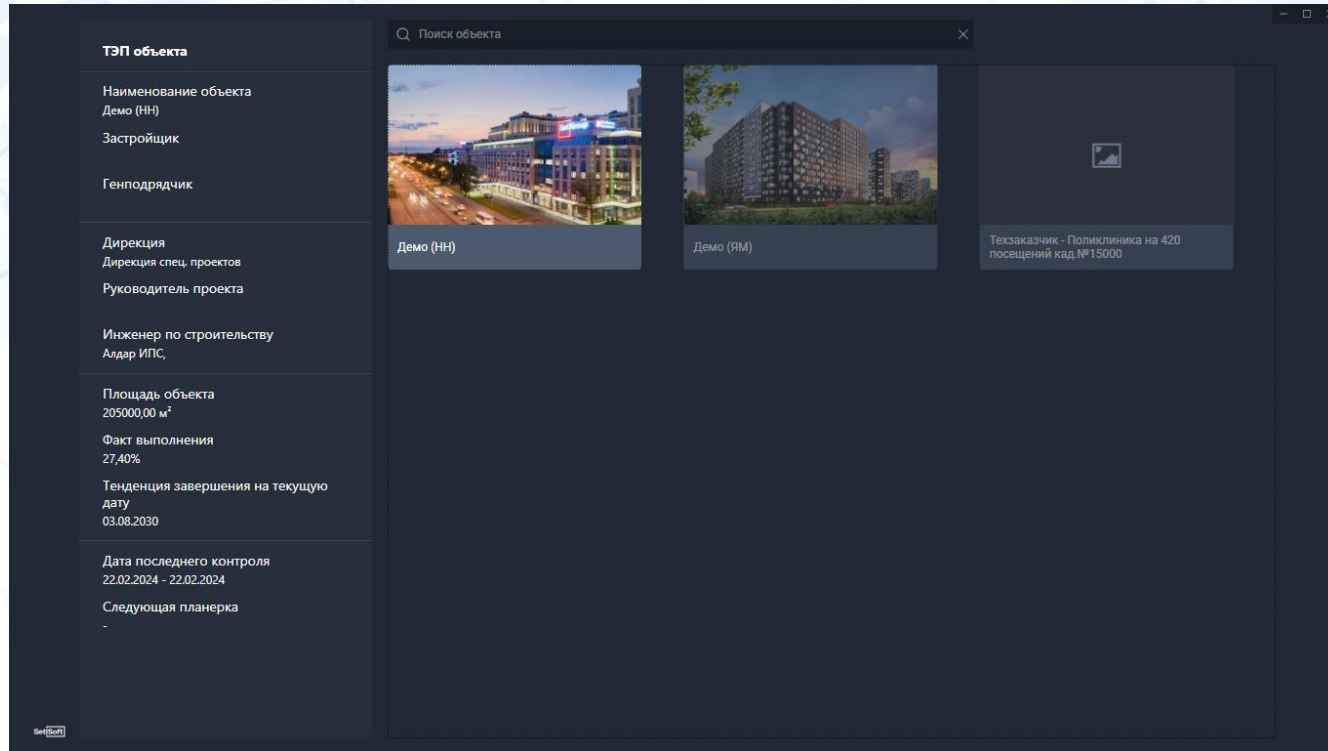 ТЭП объекта
Наименование объекта
Демо (НН)
Застройщик
Генподрядчик
Дирекция
Дирекция спец. проектов
Руководитель проекта
Инженер по строительству
Алдар ИПС,
Площадь объекта
205000,00 м²
Факт выполнения
27,40%
Тенденция завершения на текущую
дату
03.08.2030
Дата последнего контроля
22.02.2024 - 22.02.2024
Следующая планерка
-
SetlSoft
Поиск объекта
SetlGroup
Демо (НН)
Демо (ЯМ)
Техзаказчик - Поликлиника на 420
посещений кад.№15000